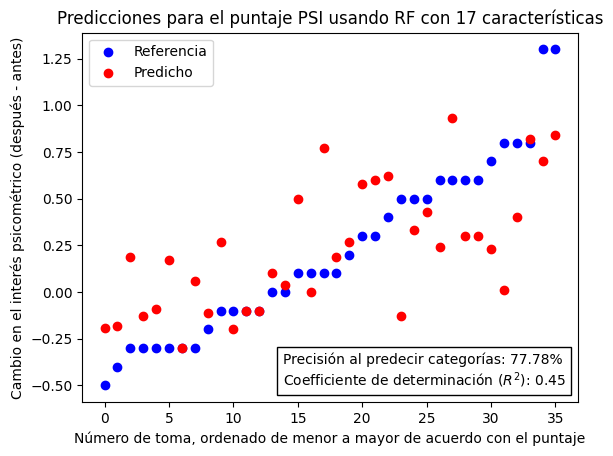 Predicciones para el puntaje PSI usando RF con 17 características
Referencia
Predicho
Cambio en el interés psicométrico (después - antes)
1.25
1.00
0.75
0.50
0.25
0.00
−0.25
−0.50
Precisión al predecir categorías: 77.78%
Coeficiente de determinación (R²): 0.45
0 5 10 15 20 25 30 35
Número de toma, ordenado de menor a mayor de acuerdo con el puntaje